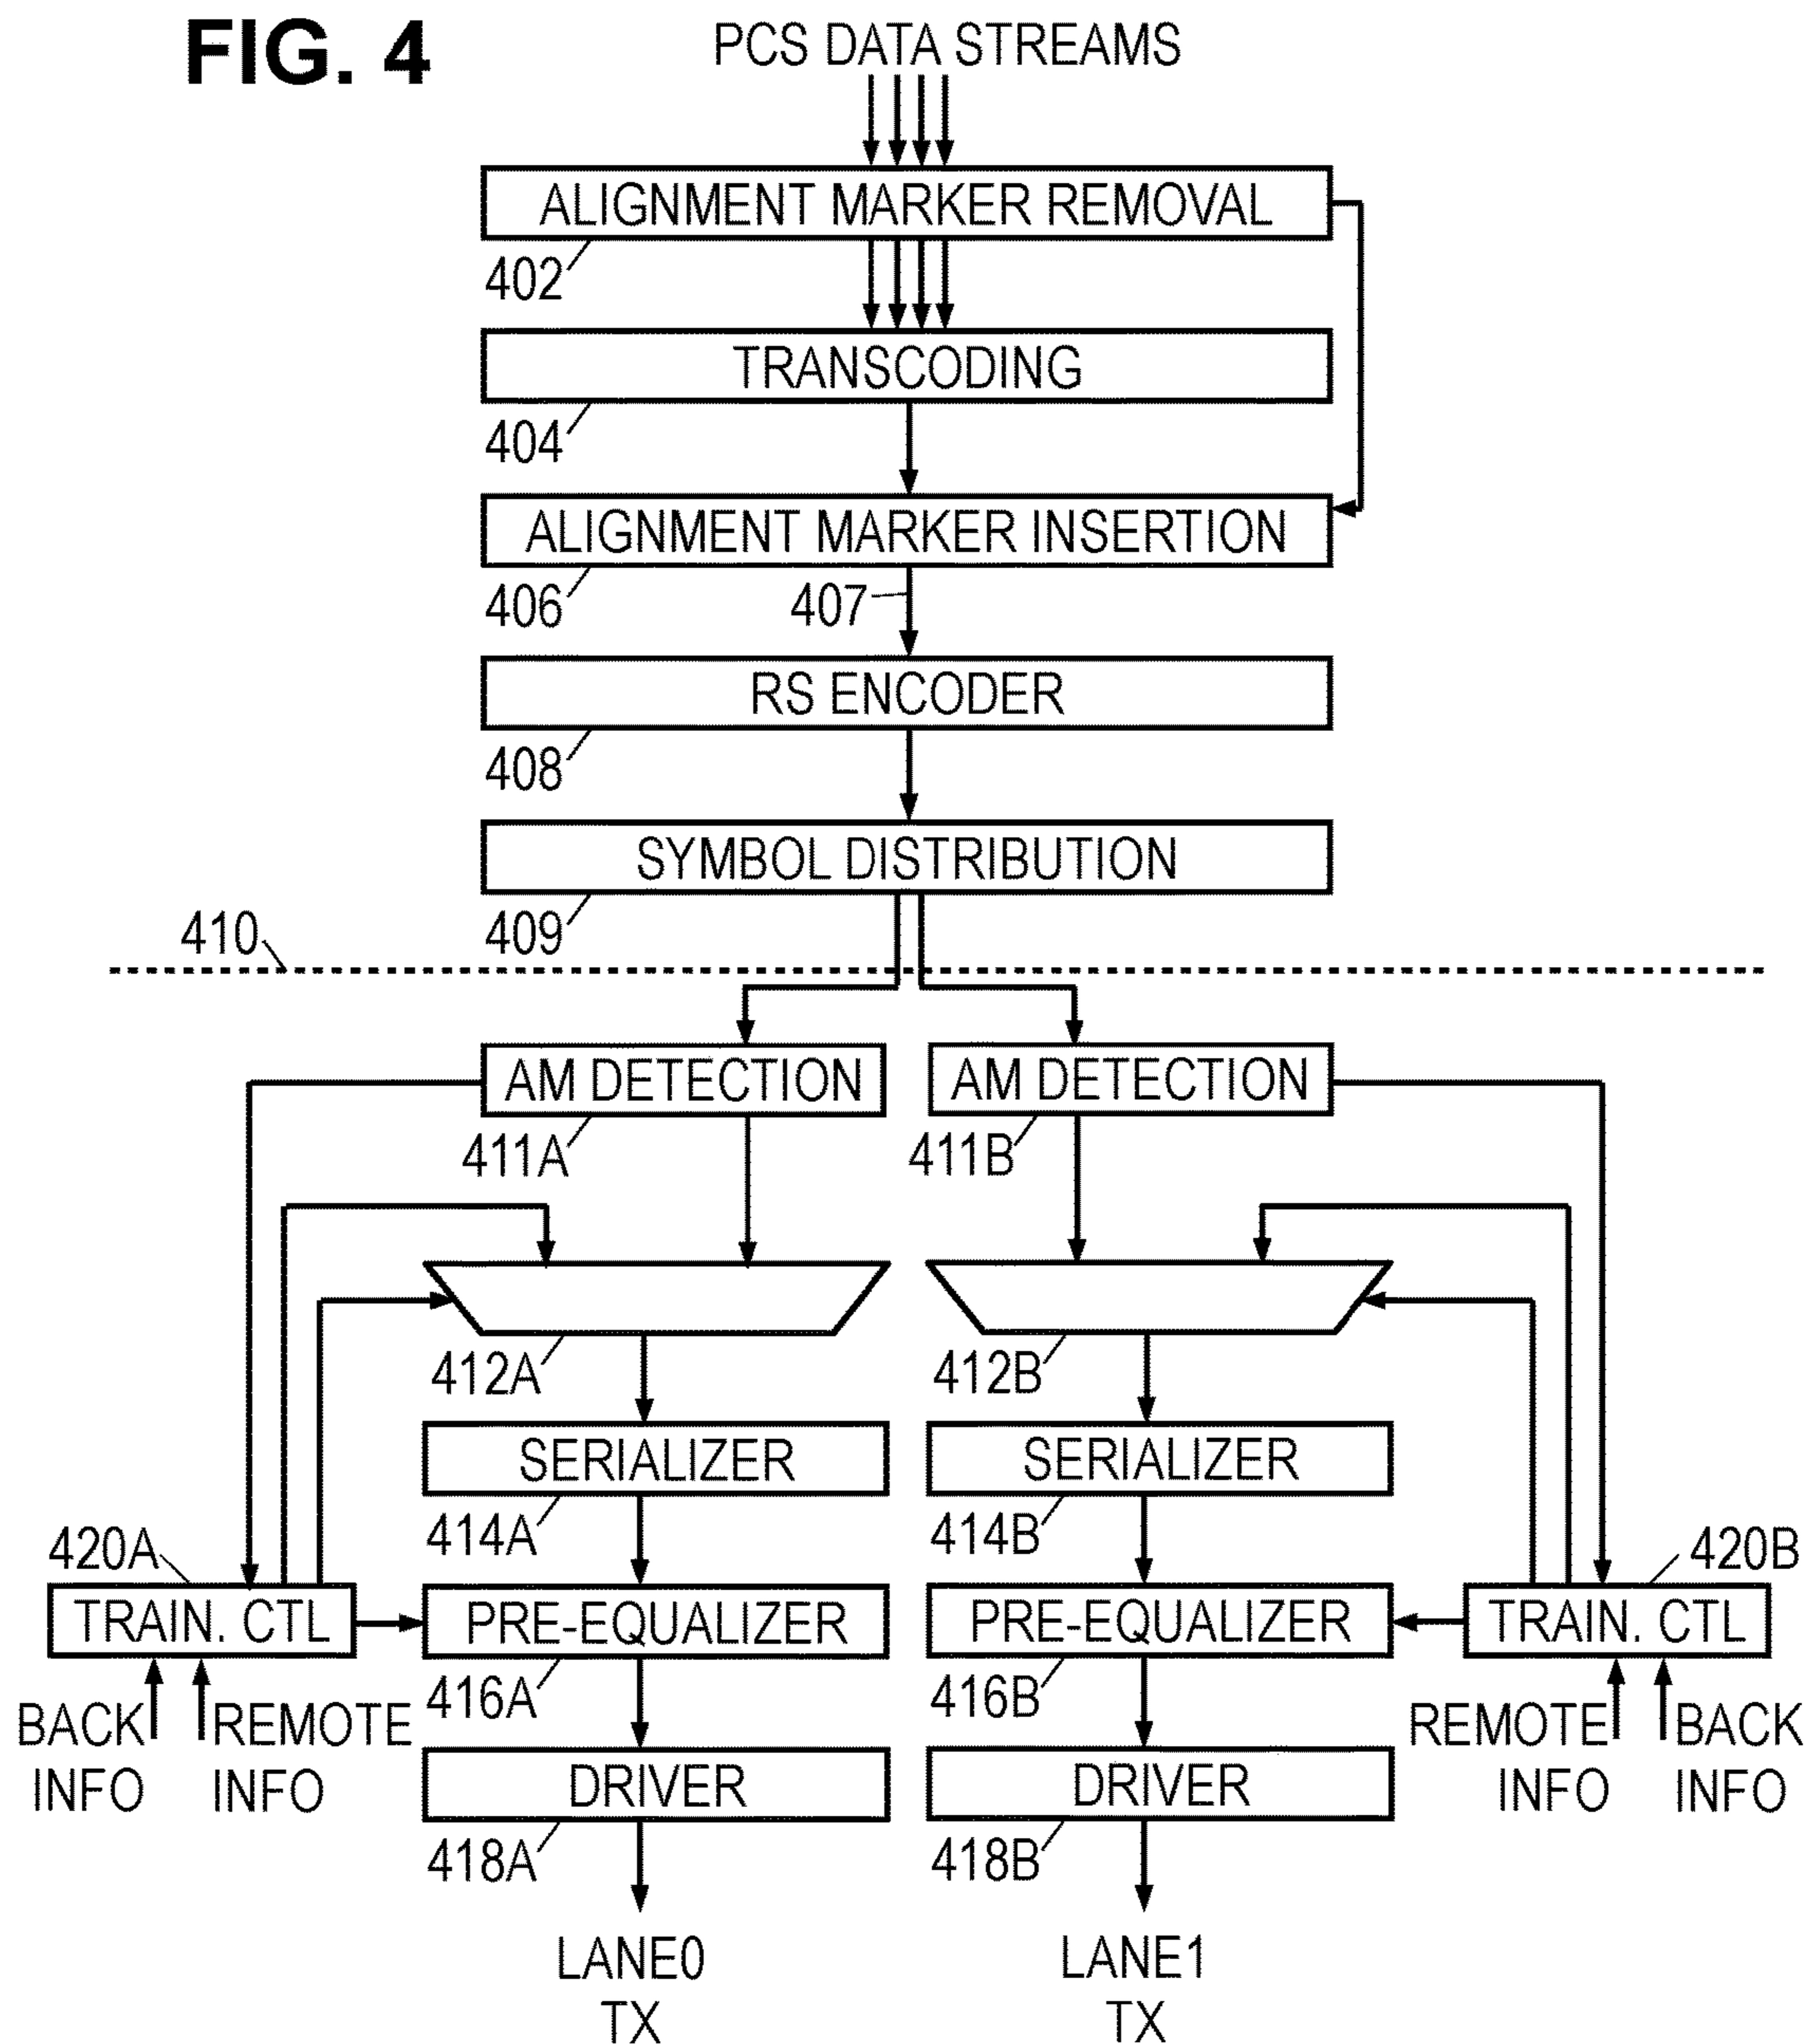 FIG. 4
PCS DATA STREAMS
ALIGNMENT MARKER REMOVAL
402
TRANSCODING
404
ALIGNMENT MARKER INSERTION
406
407
RS ENCODER
408
SYMBOL DISTRIBUTION
409
410
AM DETECTION
AM DETECTION
411A
411B
412A
412B
SERIALIZER
SERIALIZER
414A
414B
420A
420B
TRAIN. CTL
PRE-EQUALIZER
PRE-EQUALIZER
TRAIN. CTL
416A
416B
BACK
INFO
REMOTE
INFO
REMOTE
INFO
BACK
INFO
DRIVER
DRIVER
418A
418B
LANE0
TX
LANE1
TX